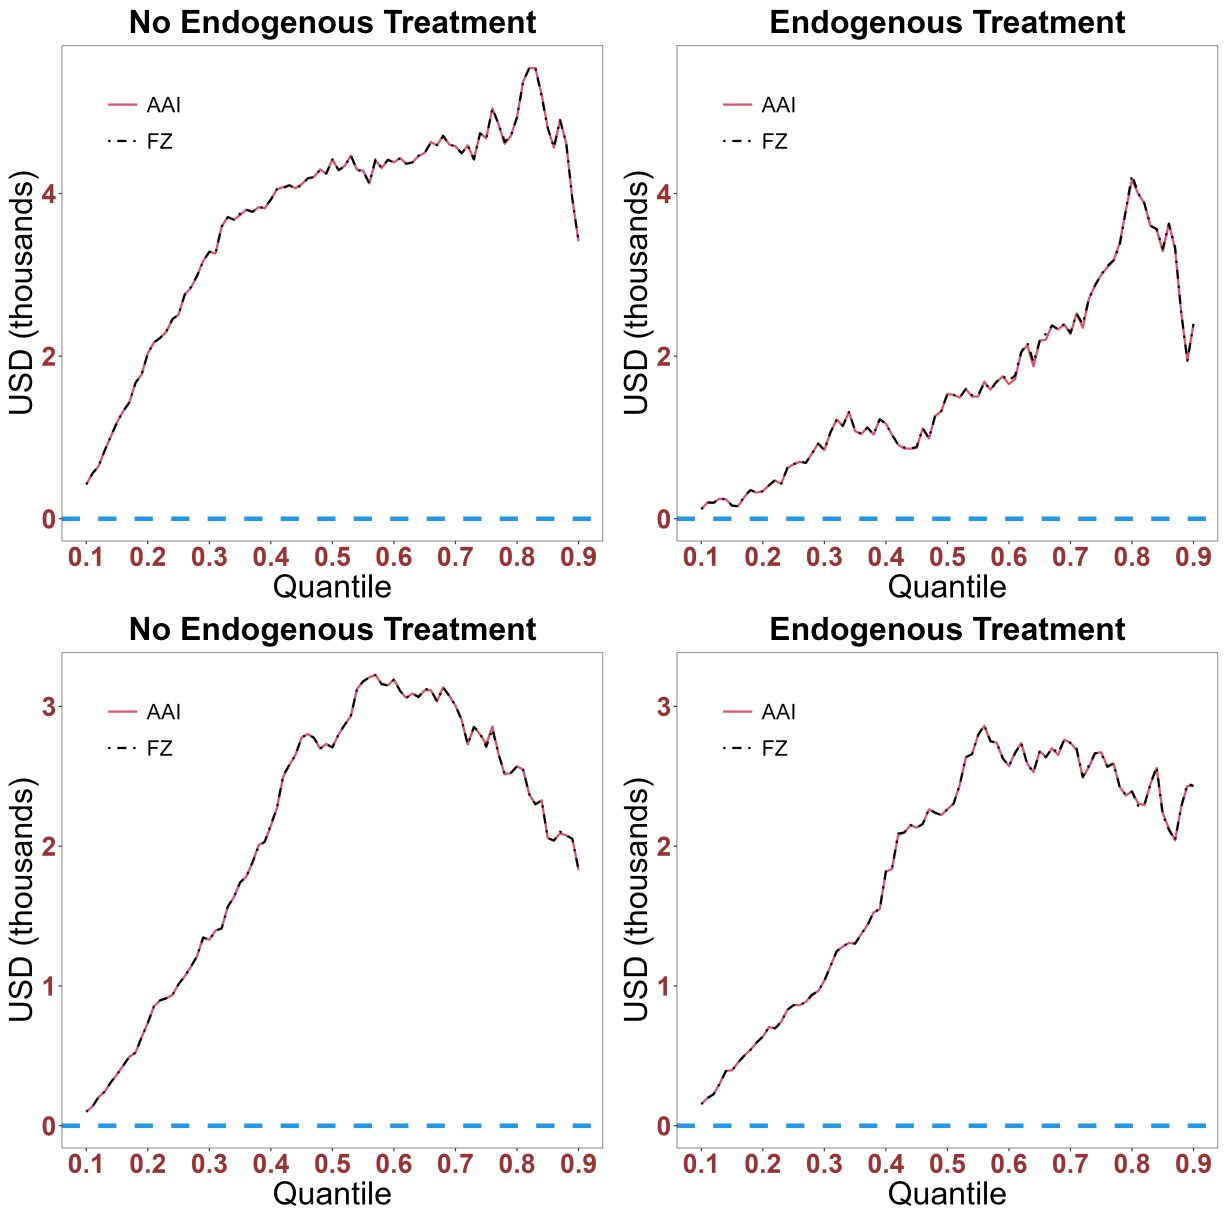 No Endogenous Treatment
Endogenous Treatment
AAI
FZ
AAI
FZ
USD (thousands)
4
2
0
USD (thousands)
4
2
0
0.1 0.2 0.3 0.4 0.5 0.6 0.7 0.8 0.9
0.1 0.2 0.3 0.4 0.5 0.6 0.7 0.8 0.9
Quantile
Quantile
No Endogenous Treatment
Endogenous Treatment
AAI
FZ
AAI
FZ
USD (thousands)
3
2
1
0
USD (thousands)
3
2
1
0
0.1 0.2 0.3 0.4 0.5 0.6 0.7 0.8 0.9
0.1 0.2 0.3 0.4 0.5 0.6 0.7 0.8 0.9
Quantile
Quantile